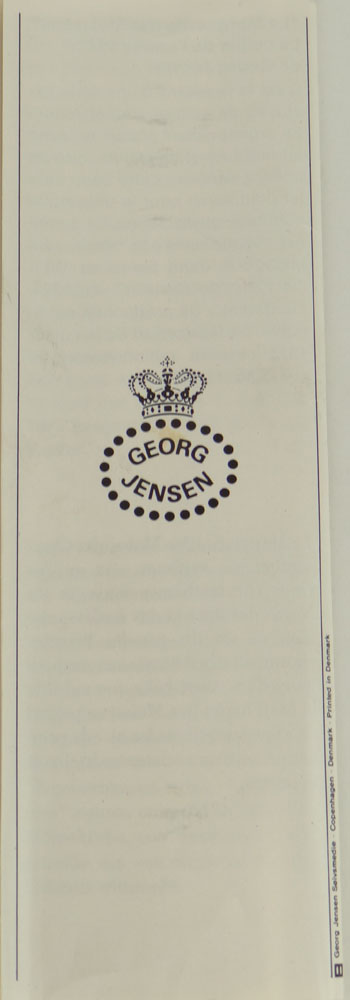 GEORG
JENSEN
Georg Jensen Sølvsmedie · Copenhagen · Denmark · Printed in Denmark